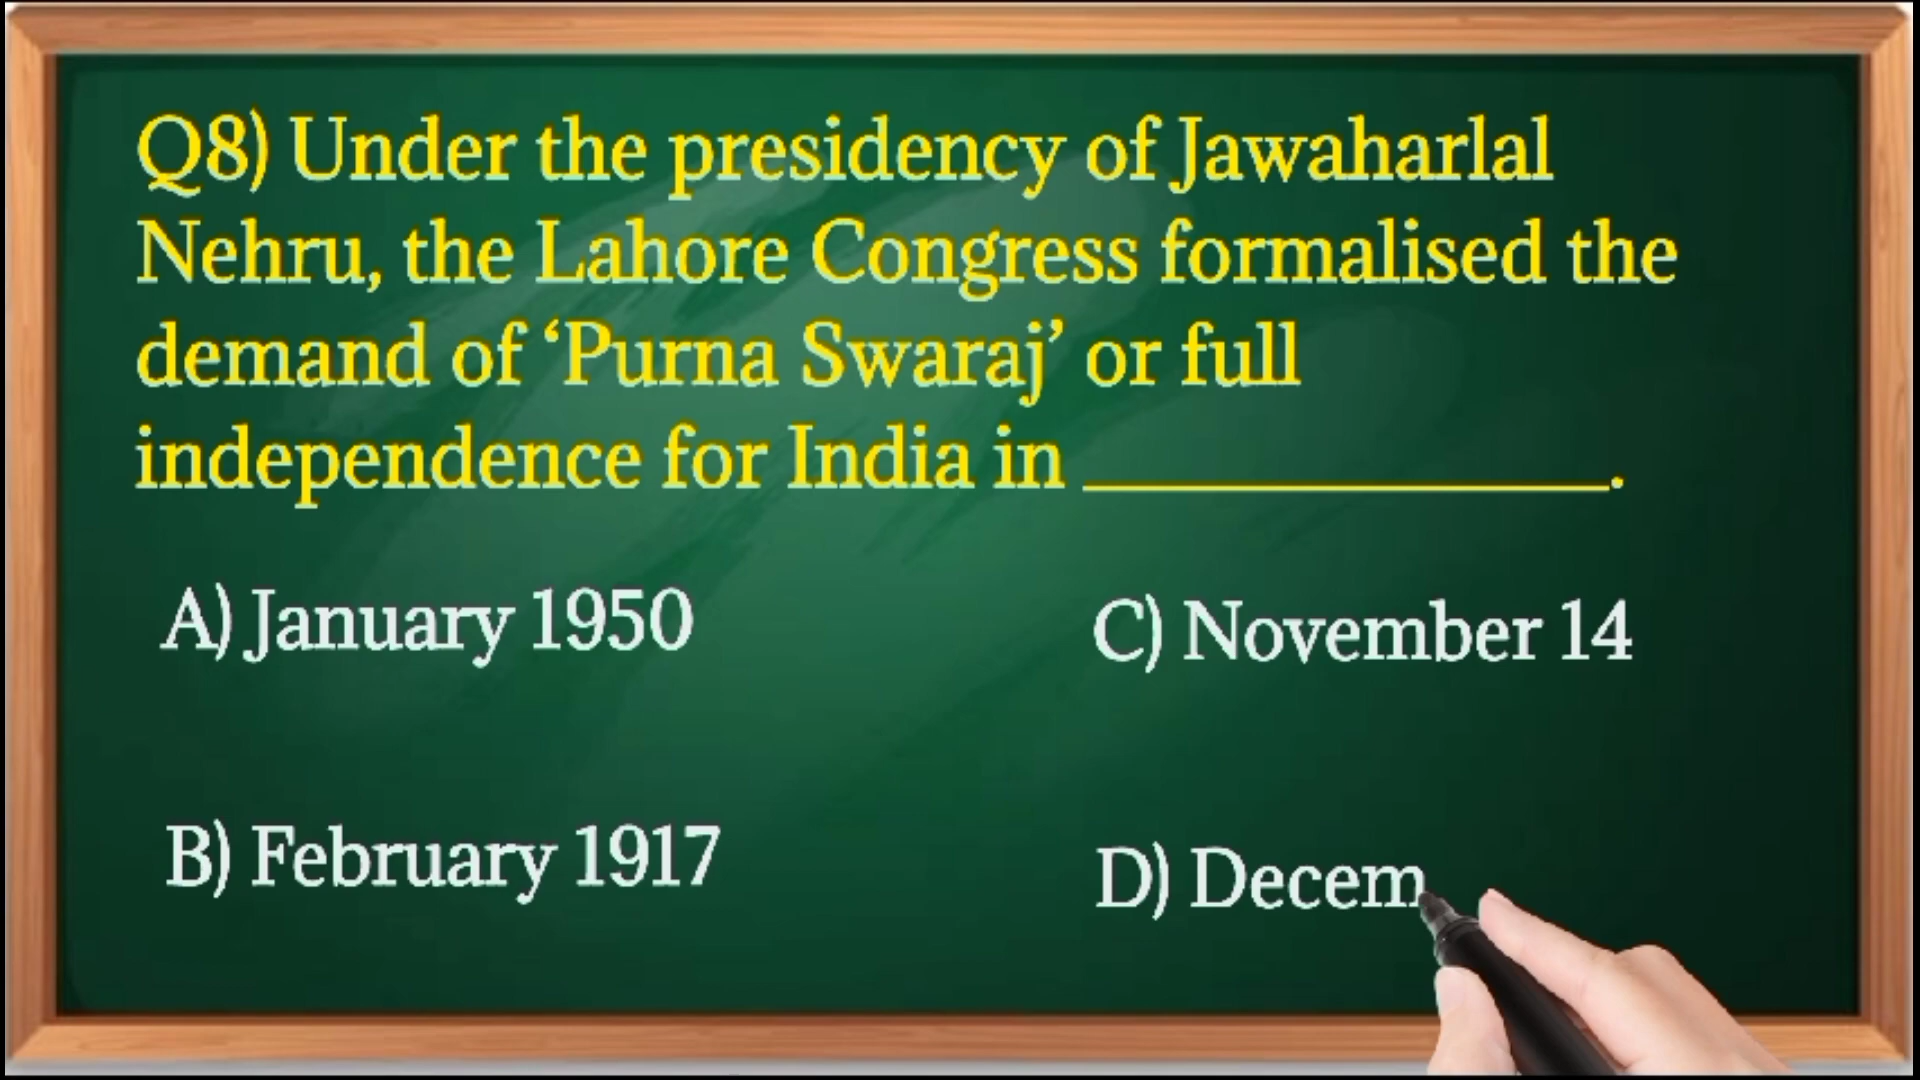 Q8) Under the presidency of Jawaharlal
Nehru, the Lahore Congress formalised the
demand of ‘Purna Swaraj’ or full
independence for India in ______________.
A) January 1950
C) November 14
B) February 1917
D) Decem